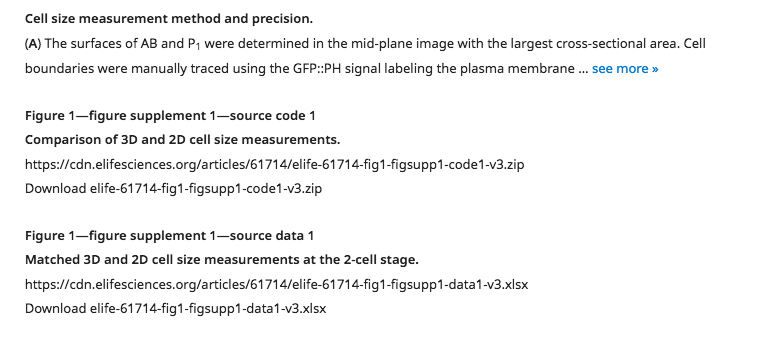 Cell size measurement method and precision.
(A) The surfaces of AB and P₁ were determined in the mid-plane image with the largest cross-sectional area. Cell
boundaries were manually traced using the GFP::PH signal labeling the plasma membrane ... see more »
Figure 1—figure supplement 1—source code 1
Comparison of 3D and 2D cell size measurements.
https://cdn.elifesciences.org/articles/61714/elife-61714-fig1-figsupp1-code1-v3.zip
Download elife-61714-fig1-figsupp1-code1-v3.zip
Figure 1—figure supplement 1—source data 1
Matched 3D and 2D cell size measurements at the 2-cell stage.
https://cdn.elifesciences.org/articles/61714/elife-61714-fig1-figsupp1-data1-v3.xlsx
Download elife-61714-fig1-figsupp1-data1-v3.xlsx